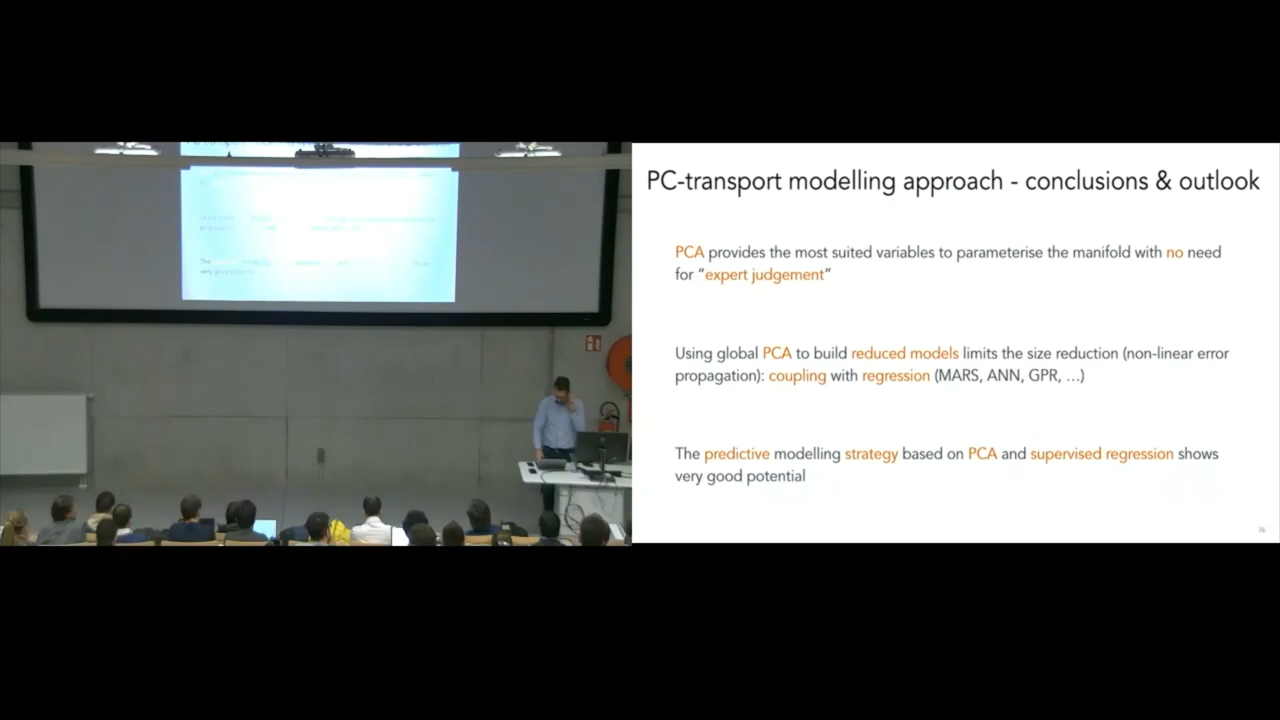 PC-transport modelling approach - conclusions & outlook
PCA provides the most suited variables to parameterise the manifold with no need
for “expert judgement”
Using global PCA to build reduced models limits the size reduction (non-linear error
propagation): coupling with regression (MARS, ANN, GPR, …)
The predictive modelling strategy based on PCA and supervised regression shows
very good potential